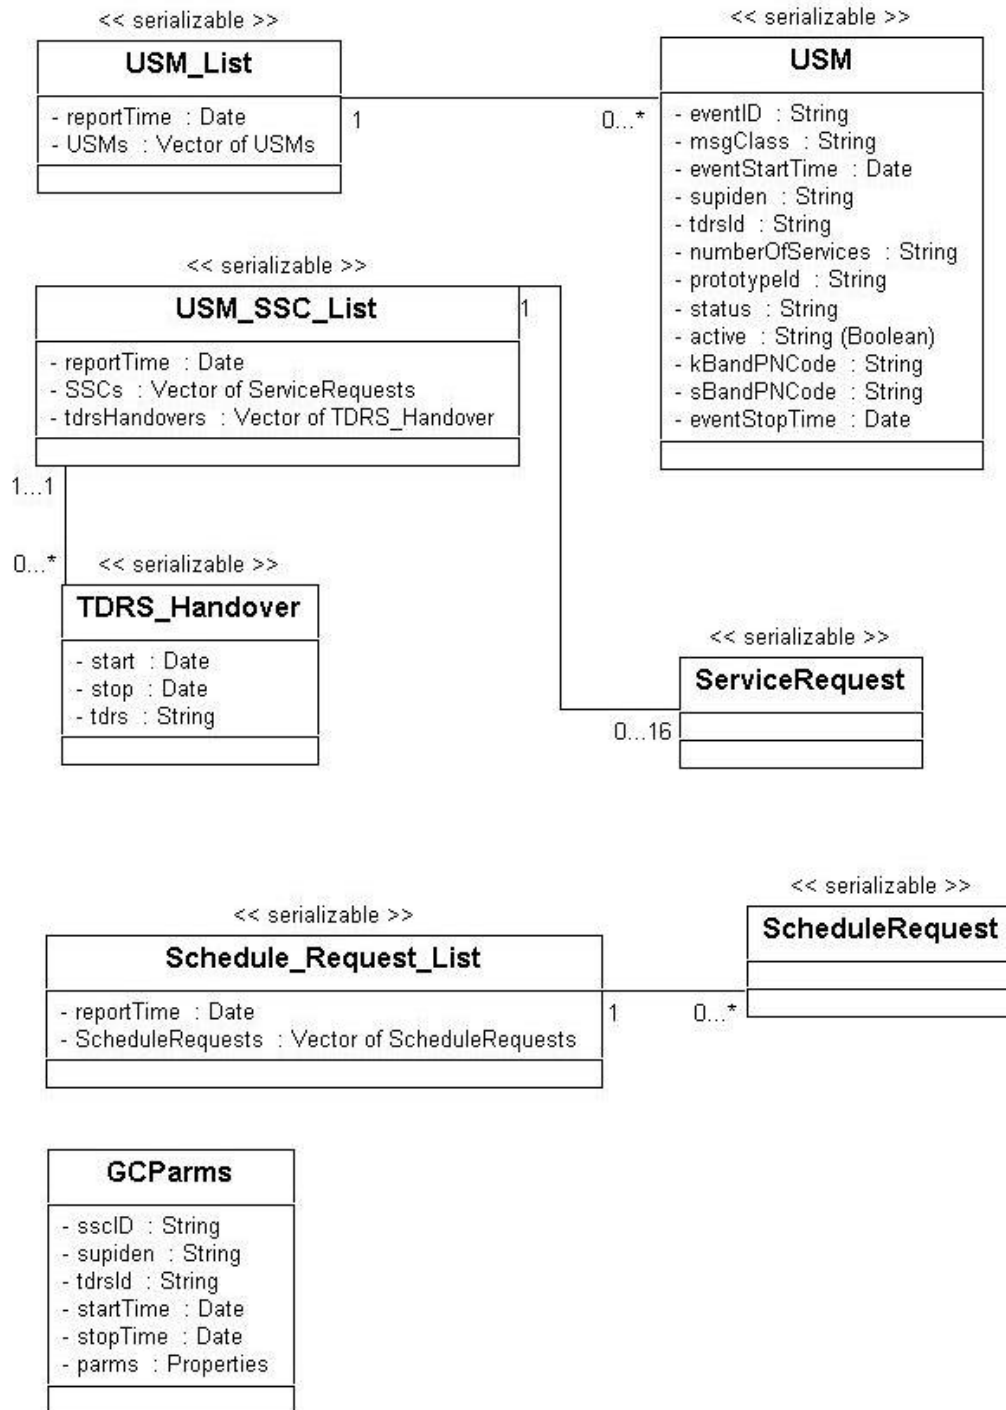 << serializable >>
USM_List
- reportTime : Date
- USMs : Vector of USMs
1
0...*
<< serializable >>
USM
- eventID : String
- msgClass : String
- eventStartTime : Date
- supiden : String
- tdrsId : String
- numberOfServices : String
- prototypeId : String
- status : String
- active : String (Boolean)
- kBandPNCode : String
- sBandPNCode : String
- eventStopTime : Date
<< serializable >>
USM_SSC_List
- reportTime : Date
- SSCs : Vector of ServiceRequests
- tdrsHandovers : Vector of TDRS_Handover
1
1...1
0...*
<< serializable >>
TDRS_Handover
- start : Date
- stop : Date
- tdrs : String
<< serializable >>
ServiceRequest
0...16
<< serializable >>
Schedule_Request_List
- reportTime : Date
- ScheduleRequests : Vector of ScheduleRequests
1
0...*
<< serializable >>
ScheduleRequest
GCParms
- sscID : String
- supiden : String
- tdrsId : String
- startTime : Date
- stopTime : Date
- parms : Properties